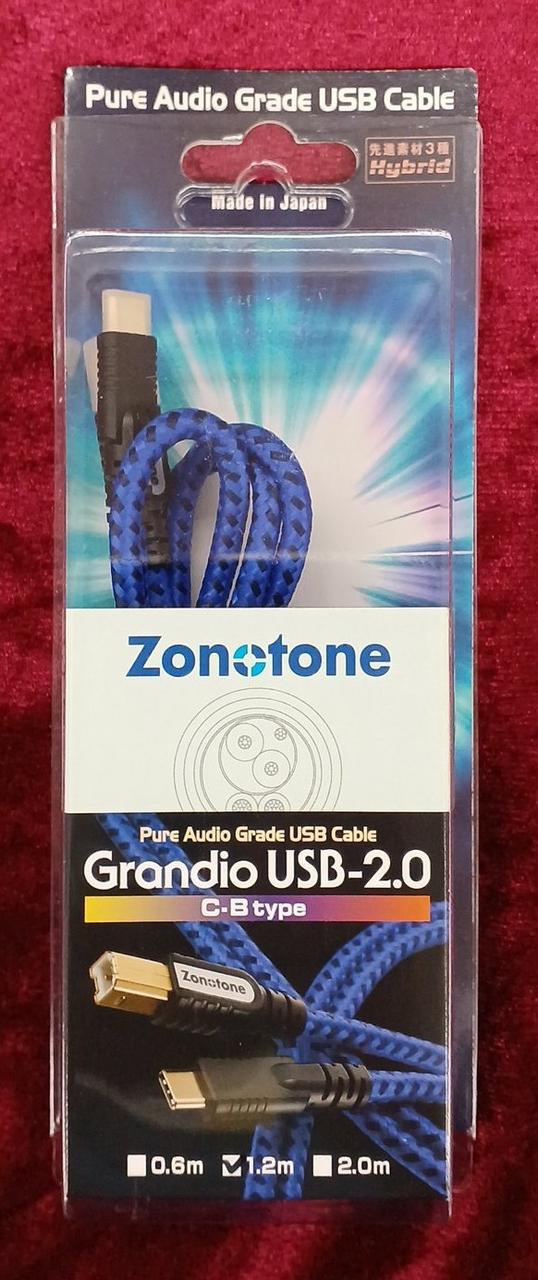 Pure Audio Grade USB Cable
先進素材3種
Hybrid
Made in Japan
Zonotone
Pure Audio Grade USB Cable
Grandio USB-2.0
C-B type
Zonotone
0.6m 1.2m 2.0m